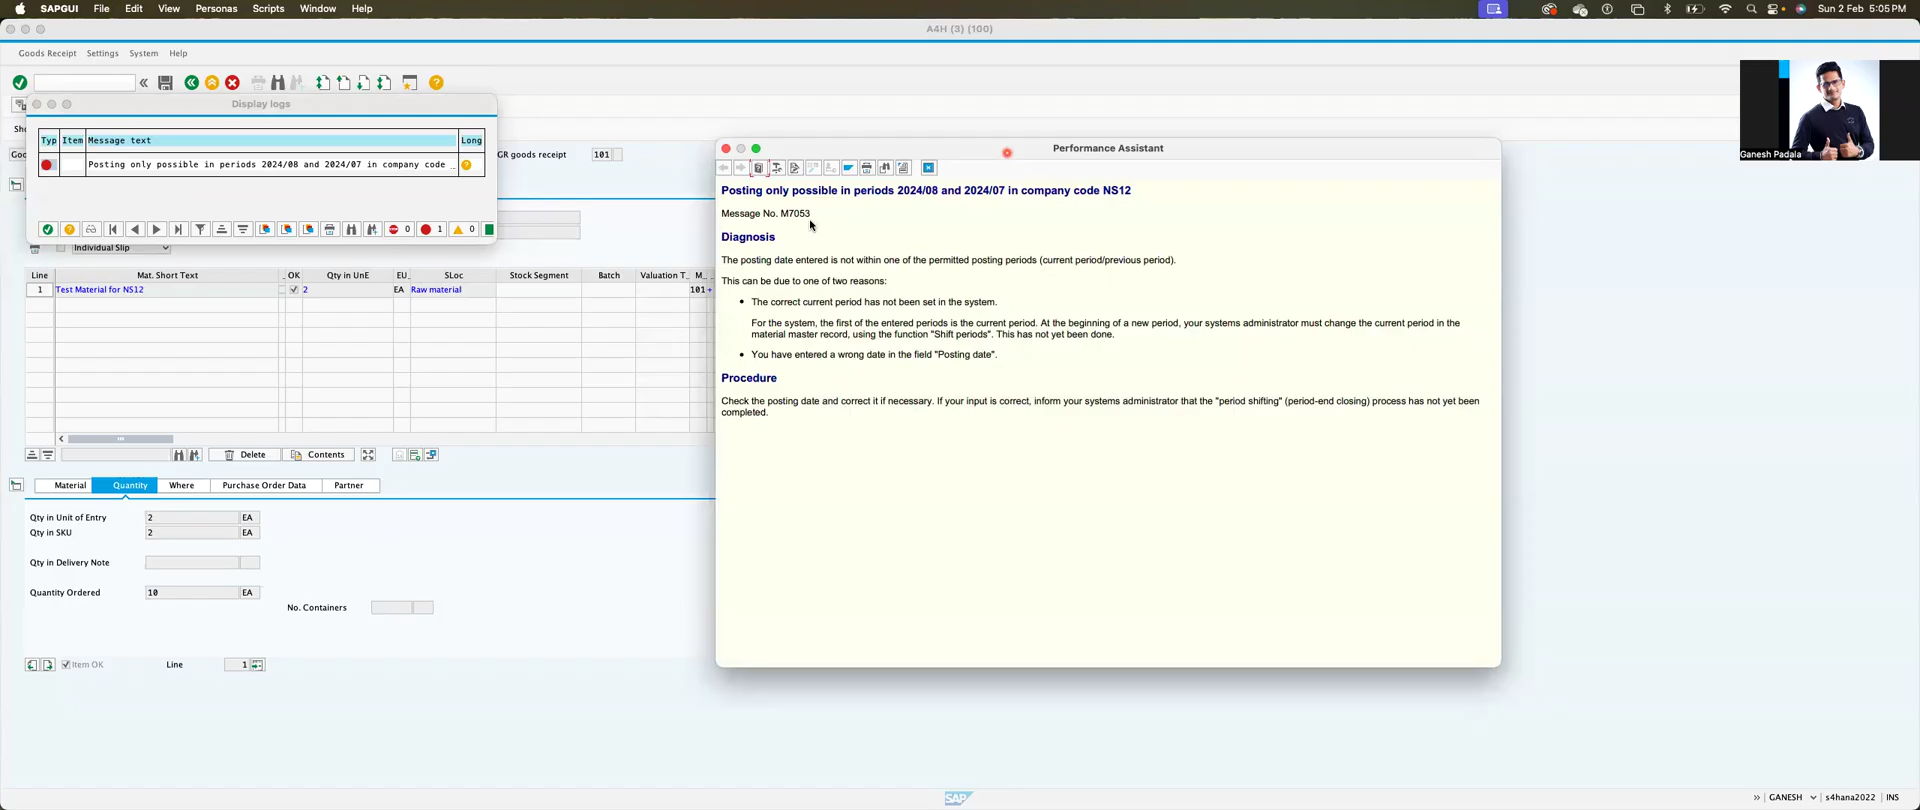 SAPGUI File Edit View Personas Scripts Window Help Sun 2 Feb 5:05 PM
A4H (3) (100)
Goods Receipt Settings System Help
Display logs
Typ Item Message text Long
Posting only possible in periods 2024/08 and 2024/07 in company code …
0 1 0
Sho
Goo
GR goods receipt 101
Individual Slip
Line Mat. Short Text OK Qty in UnE EU. SLoc Stock Segment Batch Valuation T. M.
1 Test Material for NS12 2 EA Raw material 101 +
Delete Contents
Material Quantity Where Purchase Order Data Partner
Qty in Unit of Entry 2 EA
Qty in SKU 2 EA
Qty in Delivery Note
Quantity Ordered 10 EA
No. Containers
Item OK Line 1
Performance Assistant
Posting only possible in periods 2024/08 and 2024/07 in company code NS12
Message No. M7053
Diagnosis
The posting date entered is not within one of the permitted posting periods (current period/previous period).
This can be due to one of two reasons:
• The correct current period has not been set in the system.
For the system, the first of the entered periods is the current period. At the beginning of a new period, your systems administrator must change the current period in the
material master record, using the function "Shift periods". This has not yet been done.
• You have entered a wrong date in the field "Posting date".
Procedure
Check the posting date and correct it if necessary. If your input is correct, inform your systems administrator that the "period shifting" (period-end closing) process has not yet been
completed.
Ganesh Padala
SAP
GANESH s4hana2022 INS